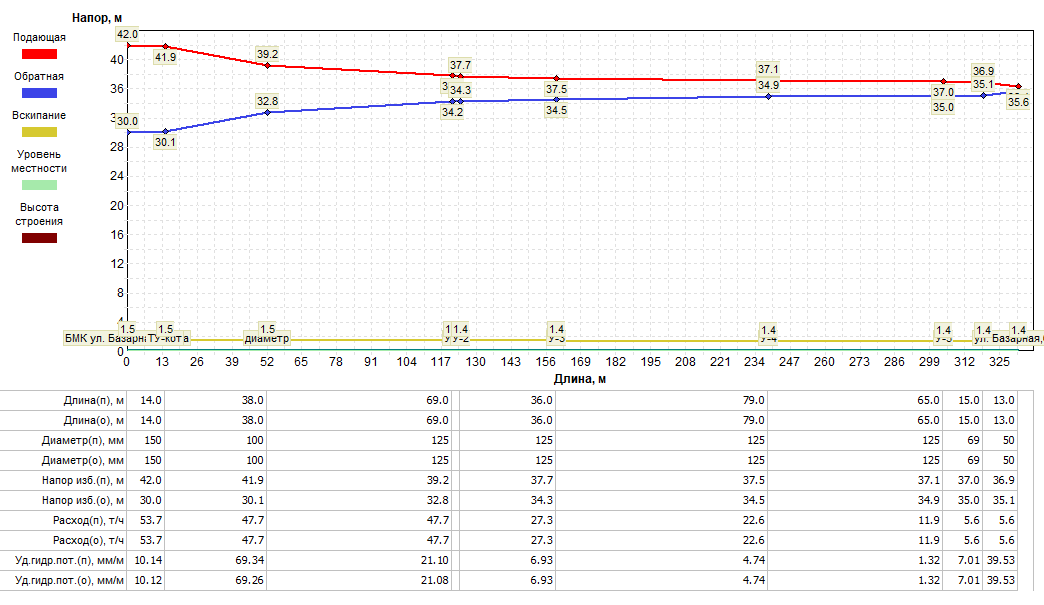 Напор, м
Подающая
Обратная
Вскипание
Уровень
местности
Высота
строения
42.0
41.9
39.2
37.7
37.5
37.1
37.0
36.9
30.0
30.1
32.8
34.3
34.2
34.5
34.9
35.0
35.1
35.6
40
36
28
24
20
16
12
8
4
0
1.5 1.5 1.5 1.4 1.4 1.4 1.4 1.4 1.4
БМК ул. диаметр У-3 У-4 У-5 ул. Базарная,
0 13 26 39 52 65 78 91 104 117 130 143 156 169 182 195 208 221 234 247 260 273 286 299 312 325
Длина, м
Длина(п), м 14.0 38.0 69.0 36.0 79.0 65.0 15.0 13.0
Длина(о), м 14.0 38.0 69.0 36.0 79.0 65.0 15.0 13.0
Диаметр(п), мм 150 100 125 125 125 125 69 50
Диаметр(о), мм 150 100 125 125 125 125 69 50
Напор изб.(п), м 42.0 41.9 39.2 37.7 37.5 37.1 37.0 36.9
Напор изб.(о), м 30.0 30.1 32.8 34.3 34.5 34.9 35.0 35.1
Расход(п), т/ч 53.7 47.7 47.7 27.3 22.6 11.9 5.6 5.6
Расход(о), т/ч 53.7 47.7 47.7 27.3 22.6 11.9 5.6 5.6
Уд.гидр.пот.(п), мм/м 10.14 69.34 21.10 6.93 4.74 1.32 7.01 39.53
Уд.гидр.пот.(о), мм/м 10.12 69.26 21.08 6.93 4.74 1.32 7.01 39.53